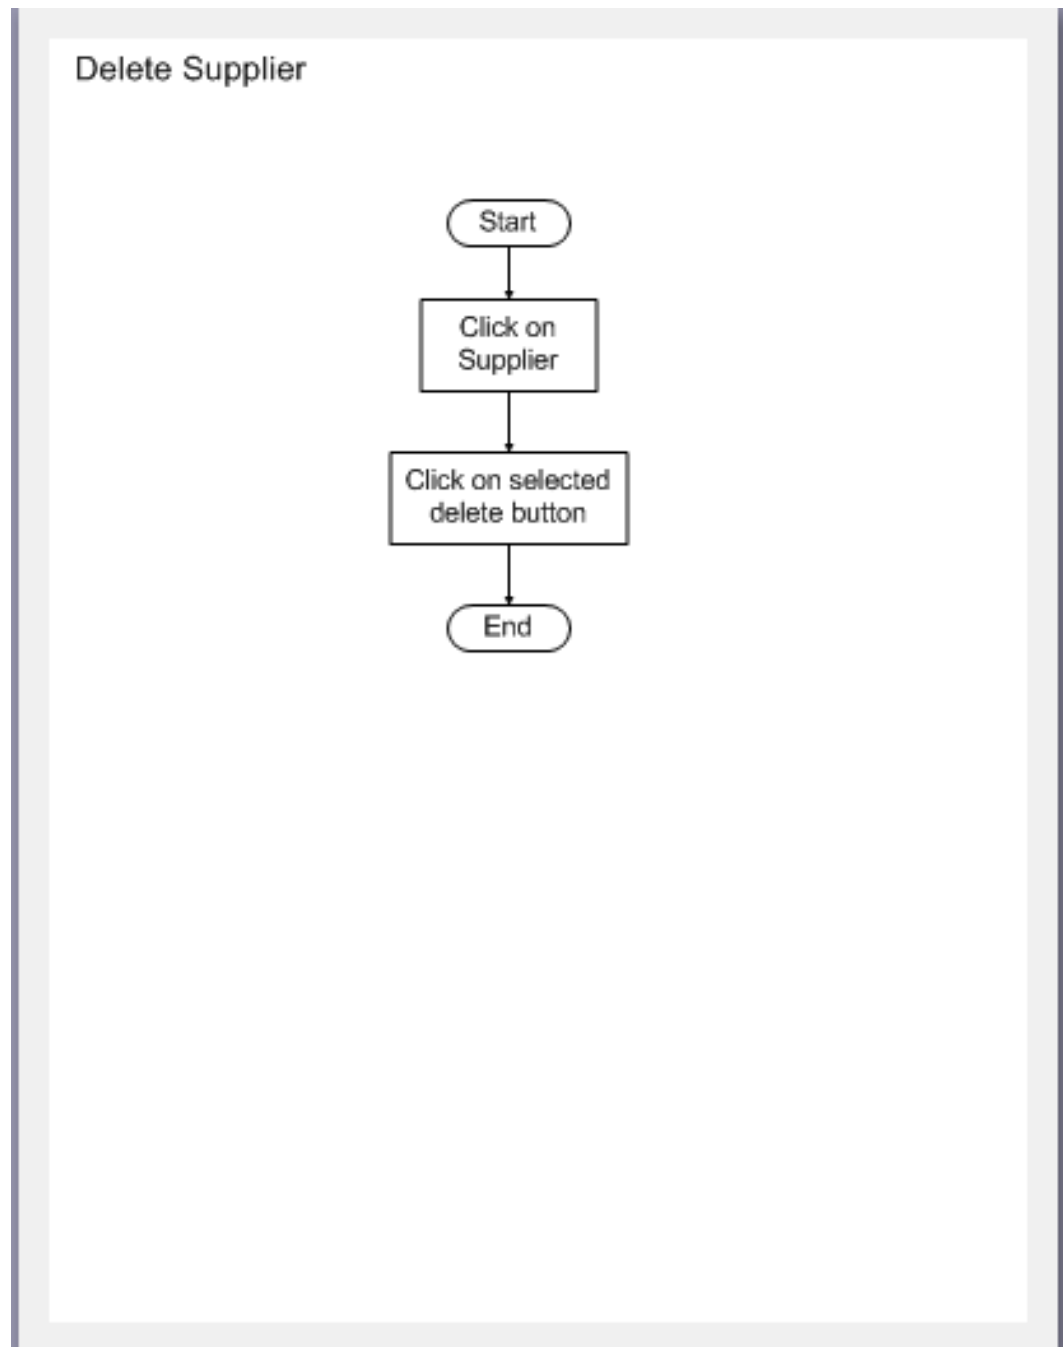 Delete Supplier
Start
Click on
Supplier
Click on selected
delete button
End